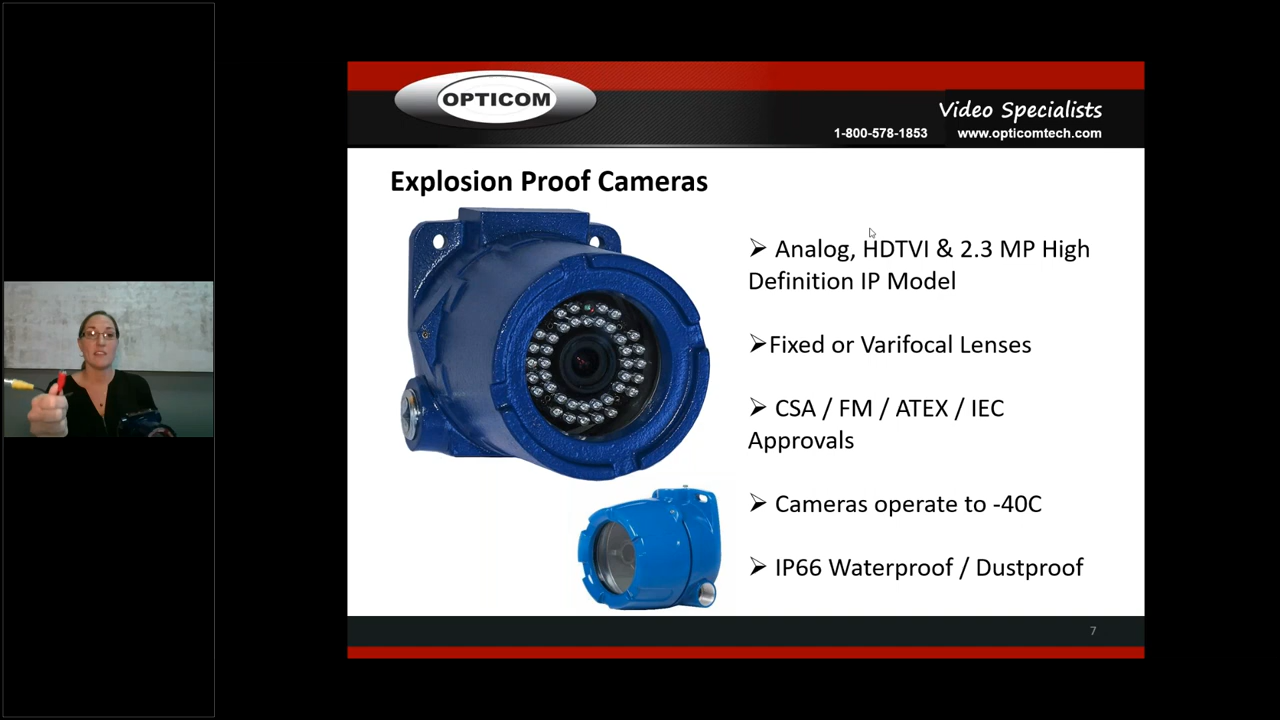 OPTICOM
Video Specialists
1-800-578-1853 www.opticomtech.com
Explosion Proof Cameras
➢ Analog, HDTVI & 2.3 MP High
Definition IP Model
➢Fixed or Varifocal Lenses
➢ CSA / FM / ATEX / IEC
Approvals
➢ Cameras operate to -40C
➢ IP66 Waterproof / Dustproof
7